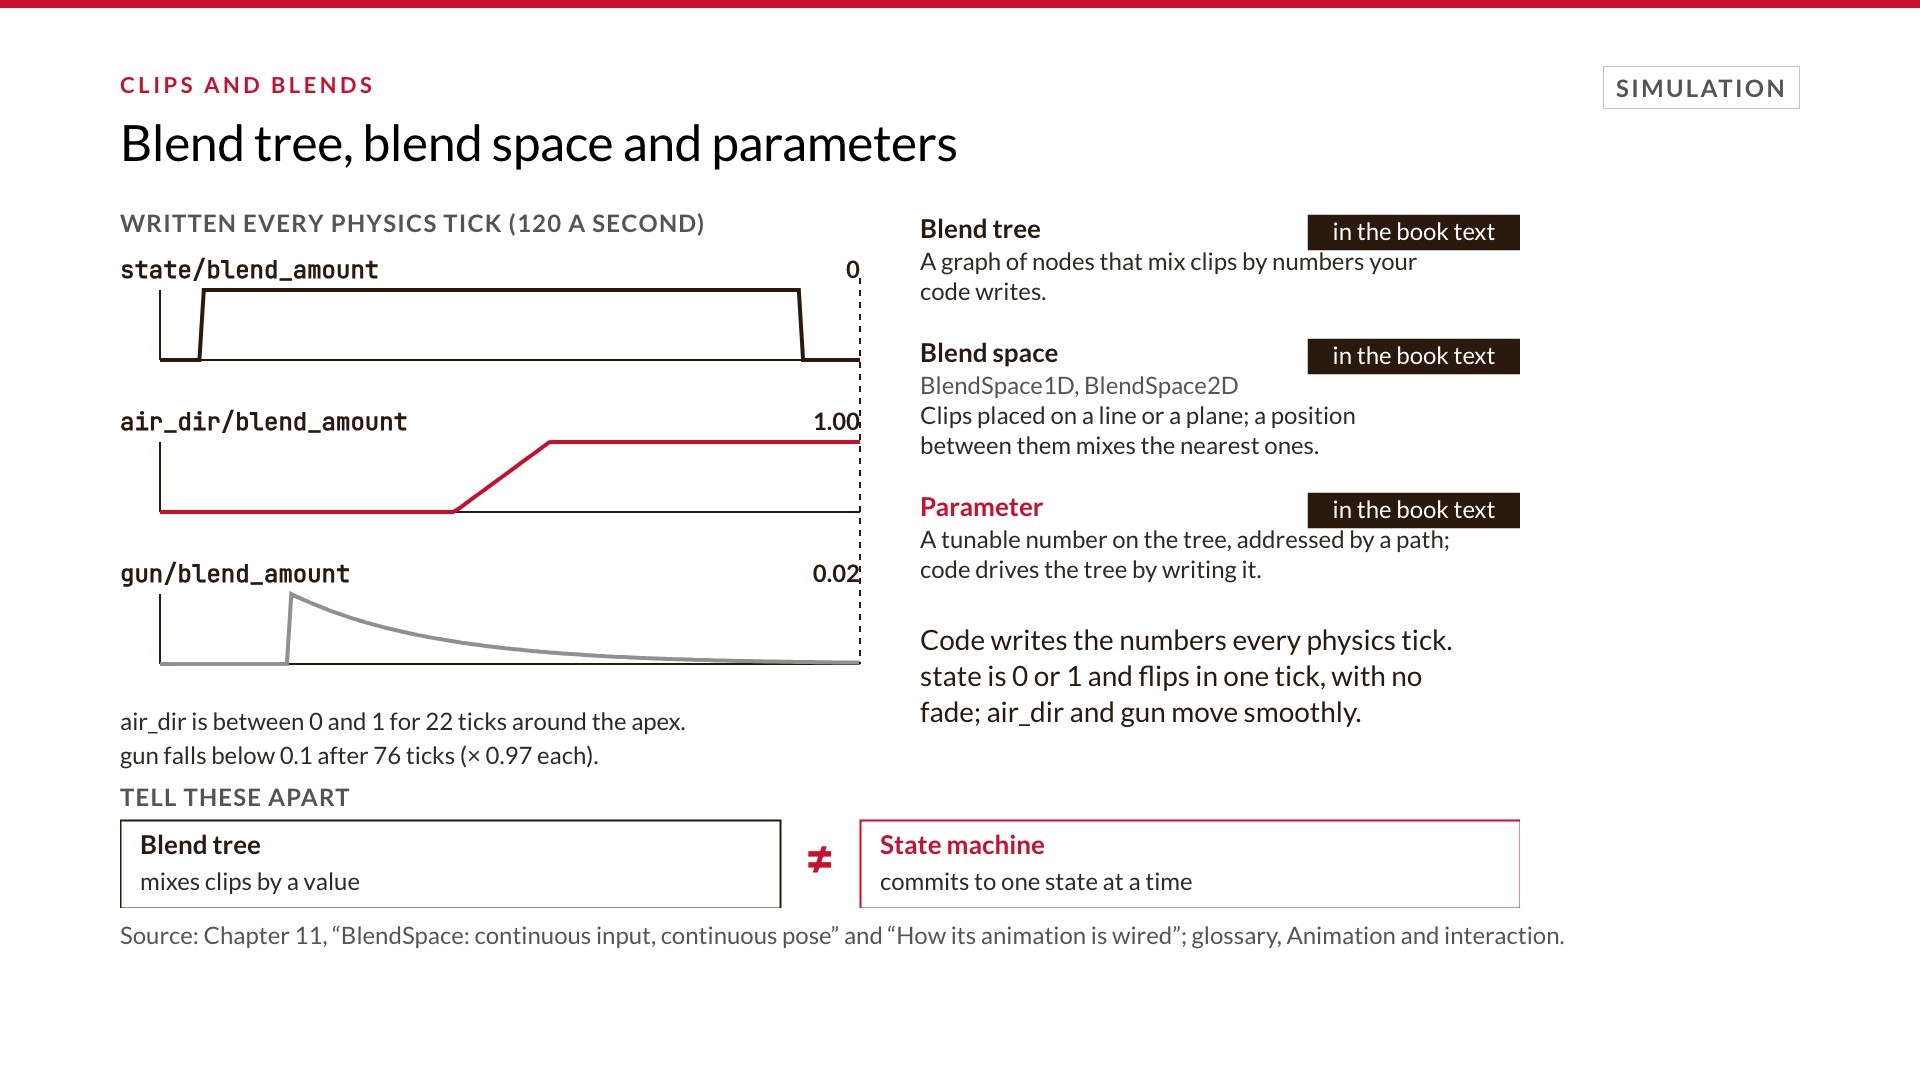 CLIPS AND BLENDS
SIMULATION
Blend tree, blend space and parameters
WRITTEN EVERY PHYSICS TICK (120 A SECOND)
state/blend_amount
0
air_dir/blend_amount
1.00
gun/blend_amount
0.02
air_dir is between 0 and 1 for 22 ticks around the apex.
gun falls below 0.1 after 76 ticks (× 0.97 each).
Blend tree
in the book text
A graph of nodes that mix clips by numbers your
code writes.
Blend space
in the book text
BlendSpace1D, BlendSpace2D
Clips placed on a line or a plane; a position
between them mixes the nearest ones.
Parameter
in the book text
A tunable number on the tree, addressed by a path;
code drives the tree by writing it.
Code writes the numbers every physics tick.
state is 0 or 1 and flips in one tick, with no
fade; air_dir and gun move smoothly.
TELL THESE APART
Blend tree
mixes clips by a value
≠
State machine
commits to one state at a time
Source: Chapter 11, “BlendSpace: continuous input, continuous pose” and “How its animation is wired”; glossary, Animation and interaction.